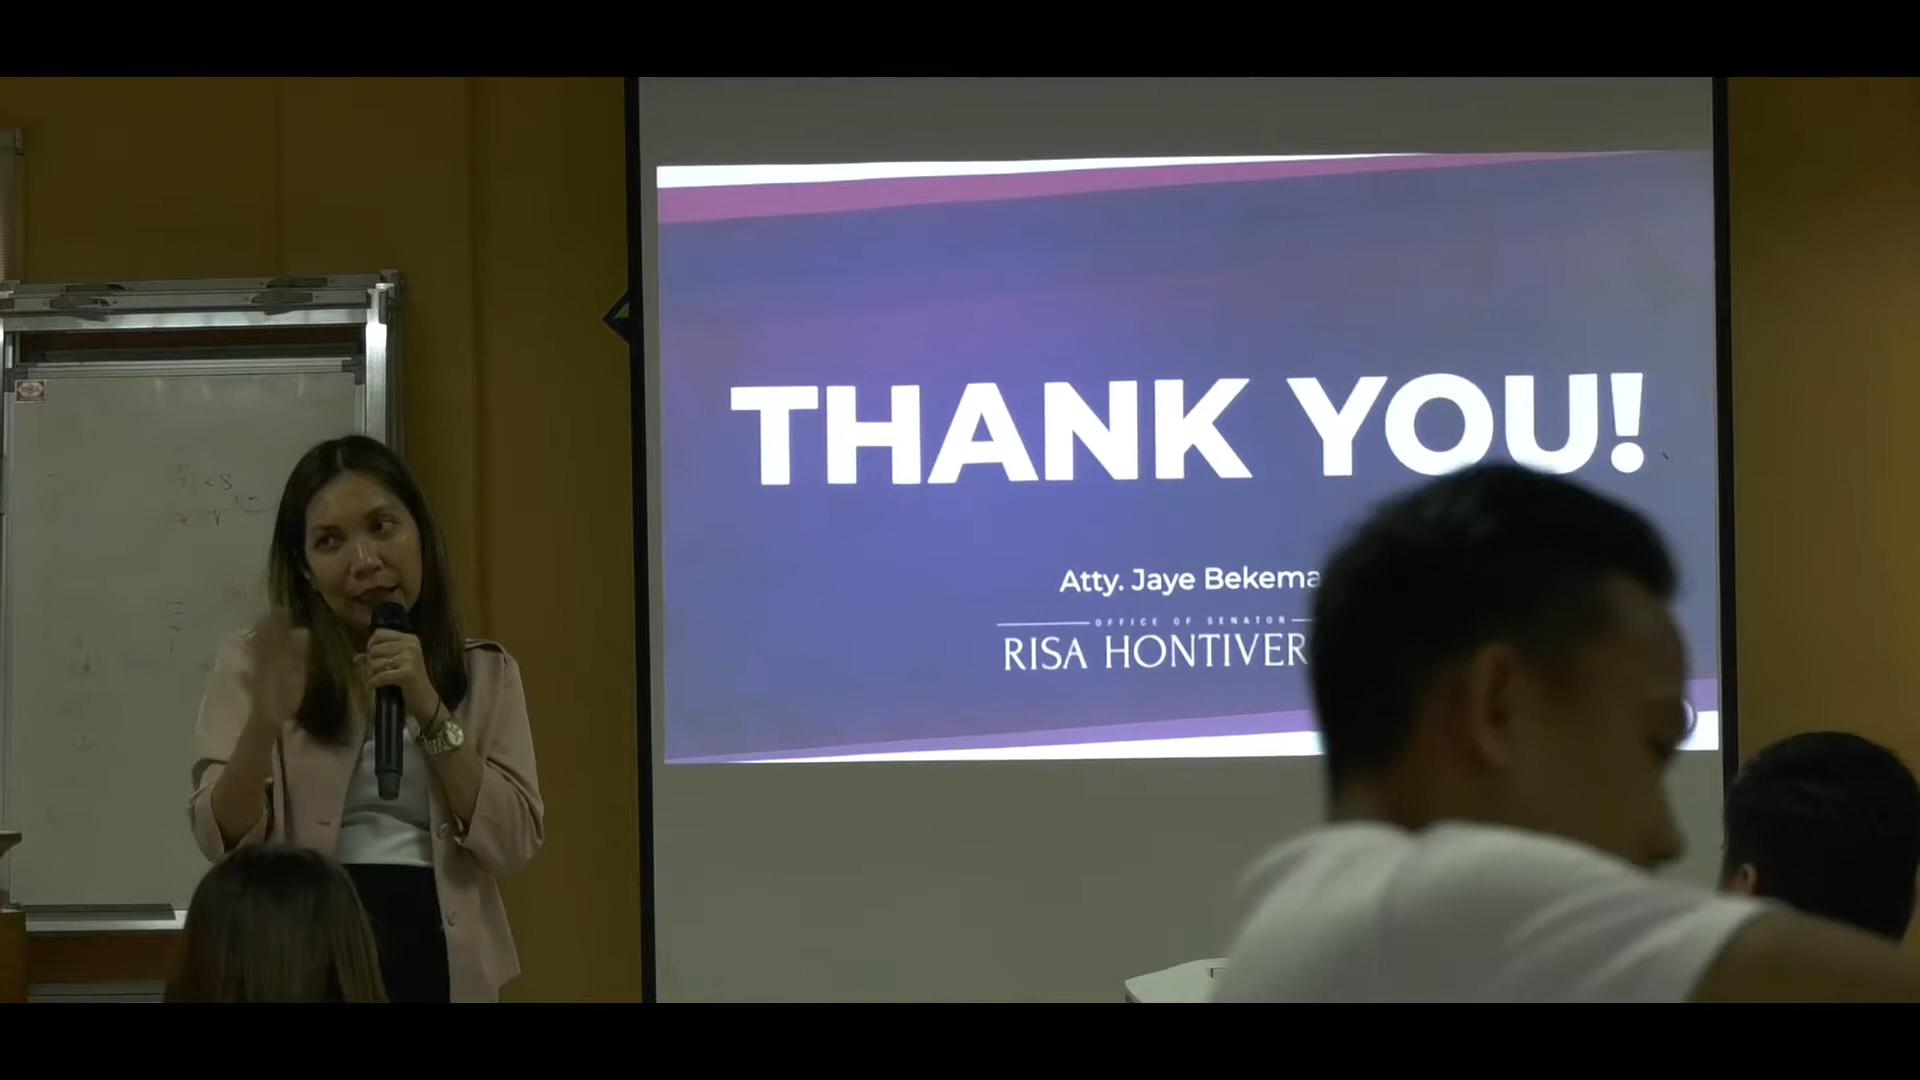 THANK YOU!
Atty. Jaye Bekema
OFFICE OF SENATOR
RISA HONTIVER